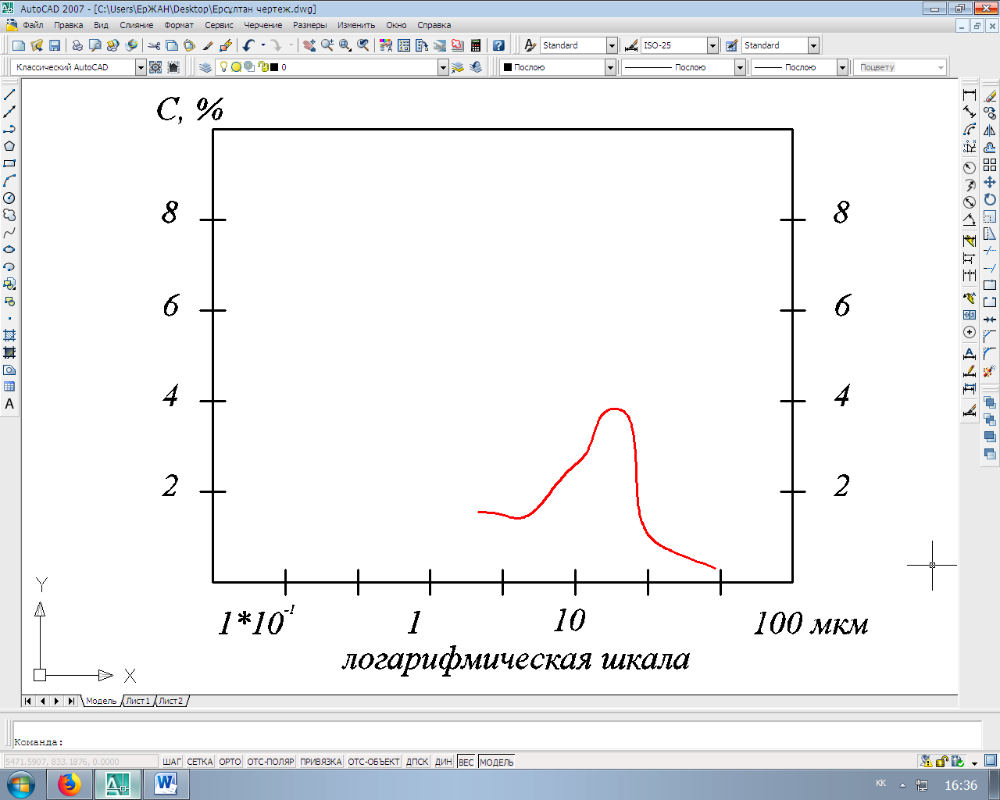 AutoCAD 2007 - [C:\Users\ЕрЖАН\Desktop\Ерсұлтан чертеж.dwg]
Файл Правка Вид Слияние Формат Сервис Черчение Размеры Изменить Окно Справка
Standard ISO-25 Standard
Классический AutoCAD 0 Послою Послою Послою Поцвету
C, %
8 8
6 6
4 4
2 2
1*10-1 1 10 100 мкм
логарифмическая шкала
Y
X
Модель Лист1 Лист2
Команда:
5471.5907, 833.1876, 0.0000 ШАГ СЕТКА ОРТО ОТС-ПОЛЯР ПРИВЯЗКА ОТС-ОБЪЕКТ ДПСК ДИН ВЕС МОДЕЛЬ
KK 16:36